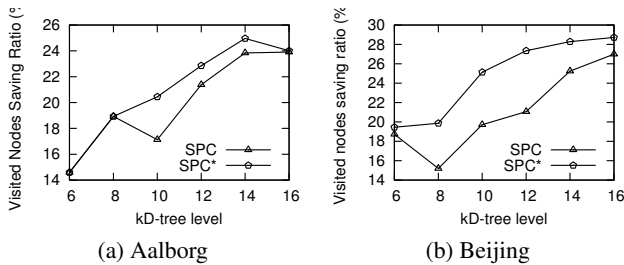 Visited Nodes Saving Ratio (%
26
24
22
20
18
16
14
6 8 10 12 14 16
SPC
SPC*
kD-tree level
(a) Aalborg
Visited nodes saving ratio (%
30
28
26
24
22
20
18
16
14
6 8 10 12 14 16
SPC
SPC*
kD-tree level
(b) Beijing